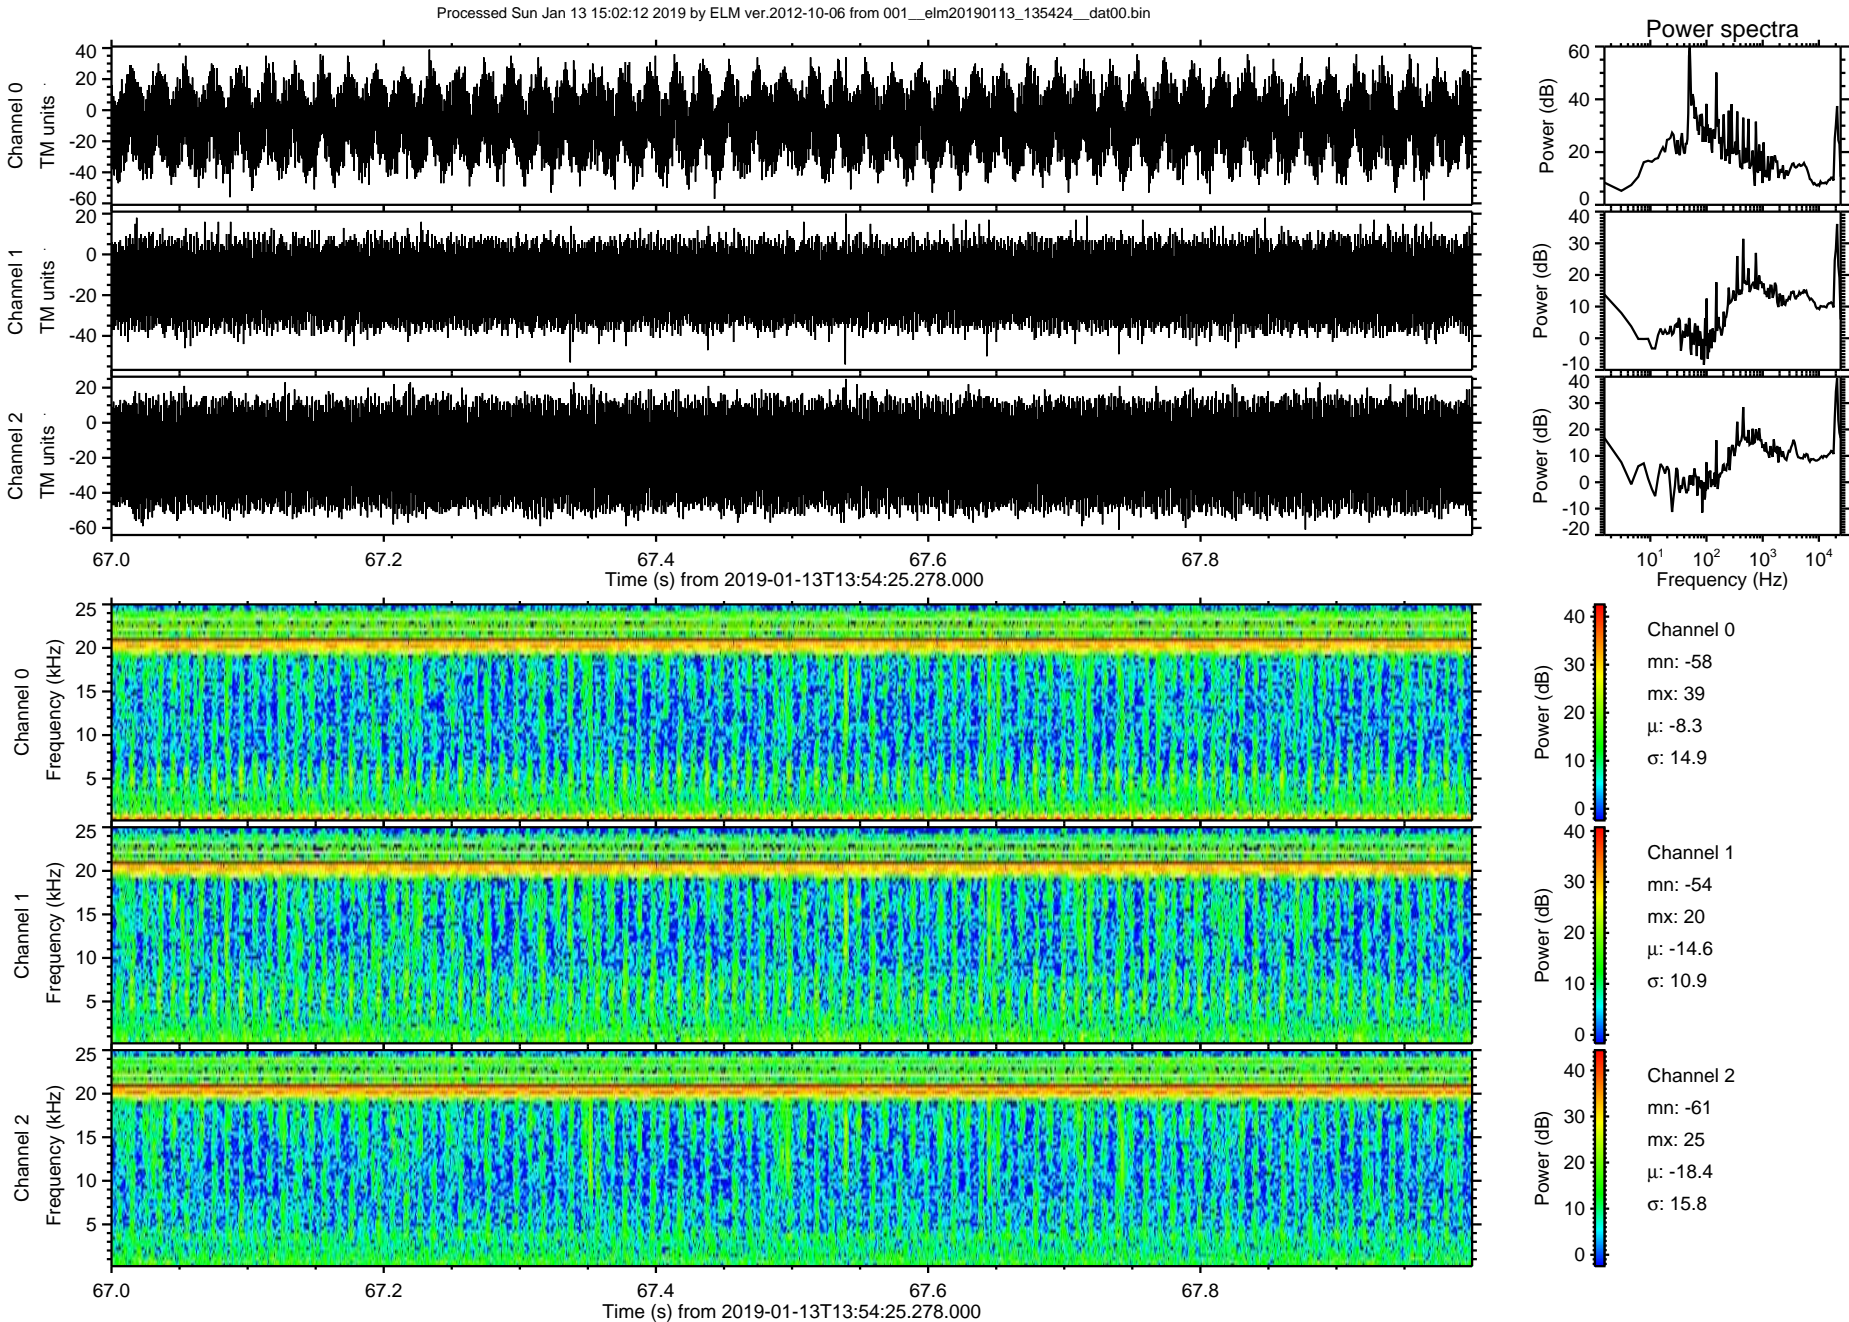 Processed Sun Jan 13 15:02:12 2019 by ELM ver.2012-10-06 from 001__elm20190113_135424__dat00.bin
Power spectra
Channel 0
TM units
40
20
0
-20
-40
-60
Power (dB)
60
40
20
0
Channel 1
TM units
20
0
-20
-40
Power (dB)
40
30
20
10
0
-10
Channel 2
TM units
20
0
-20
-40
-60
Power (dB)
40
30
20
10
0
-10
-20
67.0 67.2 67.4 67.6 67.8
Time (s) from 2019-01-13T13:54:25.278.000
10^1 10^2 10^3 10^4
Frequency (Hz)
Channel 0
Frequency (kHz)
25
20
15
10
5
Power (dB)
40
30
20
10
0
Channel 0
mn: -58
mx: 39
μ: -8.3
σ: 14.9
Channel 1
Frequency (kHz)
25
20
15
10
5
Power (dB)
40
30
20
10
0
Channel 1
mn: -54
mx: 20
μ: -14.6
σ: 10.9
Channel 2
Frequency (kHz)
25
20
15
10
5
Power (dB)
40
30
20
10
0
Channel 2
mn: -61
mx: 25
μ: -18.4
σ: 15.8
67.0 67.2 67.4 67.6 67.8
Time (s) from 2019-01-13T13:54:25.278.000